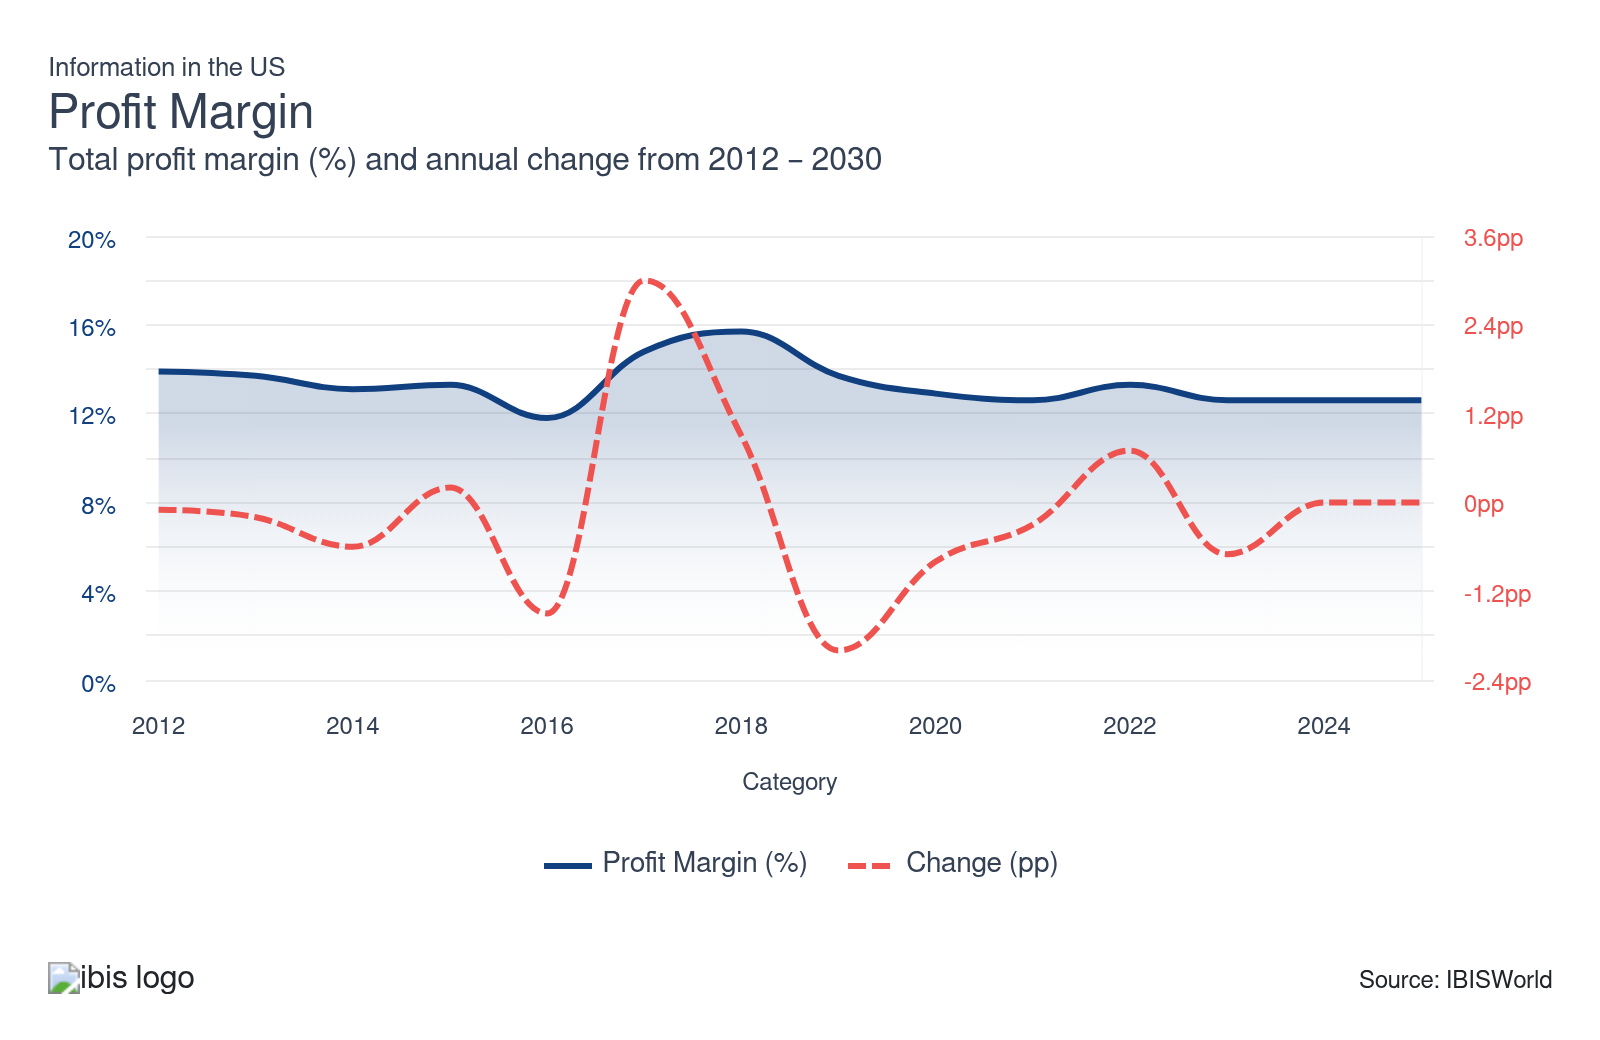 Information in the US
Profit Margin
Total profit margin (%) and annual change from 2012 – 2030
20%
16%
12%
8%
4%
0%
3.6pp
2.4pp
1.2pp
0pp
-1.2pp
-2.4pp
2012 2014 2016 2018 2020 2022 2024
Category
Profit Margin (%) Change (pp)
ibis logo
Source: IBISWorld